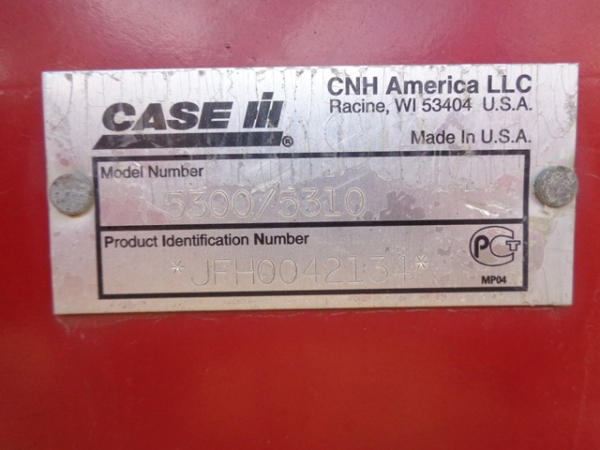 CASE IH ®
CNH America LLC
Racine, WI 53404 U.S.A.
Made In U.S.A.
Model Number
5300/5310
Product Identification Number
*JFH0042134*
PCT
MP04